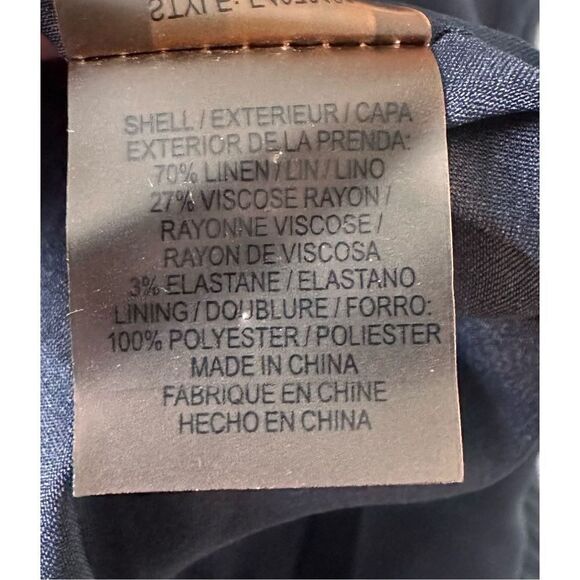 STYLE:
SHELL / EXTERIEUR / CAPA
EXTERIOR DE LA PRENDA:
70% LINEN / LIN / LINO
27% VISCOSE RAYON /
RAYONNE VISCOSE /
RAYON DE VISCOSA
3% ELASTANE / ELASTANO
LINING / DOUBLURE / FORRO:
100% POLYESTER / POLIESTER
MADE IN CHINA
FABRIQUE EN CHINE
HECHO EN CHINA